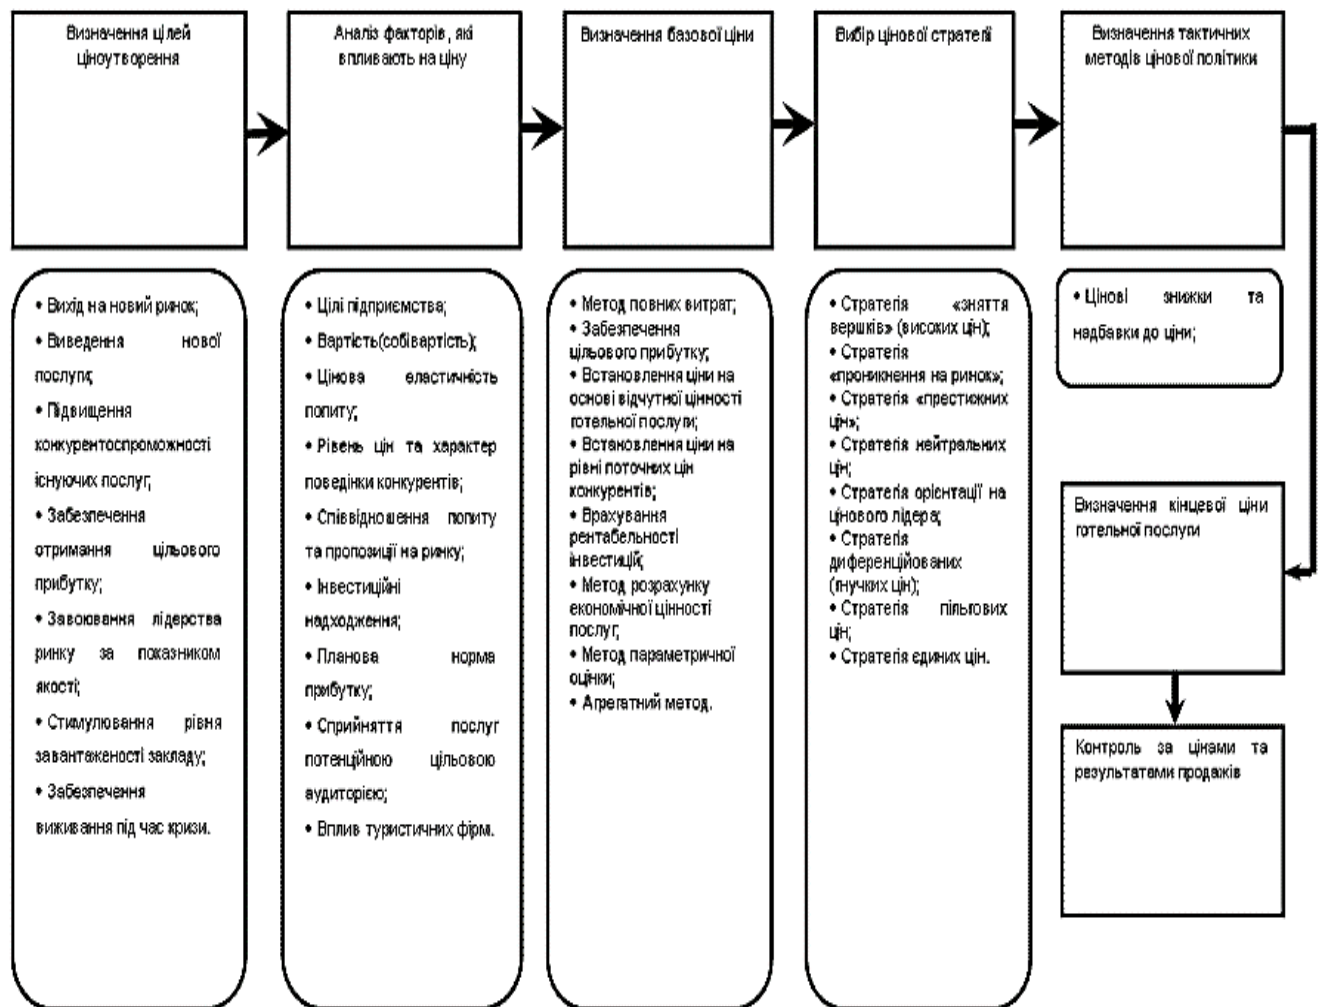 Визначення цілей
ціноутворення
Аналіз факторів, які
впливають на ціну
Визначення базової ціни
Вибір цінової стратегії
Визначення тактичних
методів цінової політики
• Вихід на новий ринок;
• Виведення нової
послуги;
• Підвищення
конкурентоспроможності
існуючих послуг;
• Забезпечення
отримання цільового
прибутку;
• Завоювання лідерства
ринку за показником
якості;
• Стимулювання рівня
завантаженості закладу;
• Забезпечення
виживання під час кризи.
• Цілі підприємства;
• Вартість(собівартість);
• Цінова еластичність
попиту;
• Рівень цін та характер
поведінки конкурентів;
• Співвідношення попиту
та пропозиції на ринку;
• Інвестиційні
надходження;
• Планова норма
прибутку;
• Сприйняття послуг
потенційною цільовою
аудиторією;
• Вплив туристичних фірм.
• Метод повних витрат;
• Забезпечення
цільового прибутку;
• Встановлення ціни на
основі відчутної цінності
готельної послуги;
• Встановлення ціни на
рівні поточних цін
конкурентів;
• Врахування
рентабельності
інвестицій;
• Метод розрахунку
економічної цінності
послуг;
• Метод параметричної
оцінки;
• Агрегатний метод.
• Стратегія «зняття
вершків» (високих цін);
• Стратегія
«проникнення на ринок»;
• Стратегія «престижних
цін»;
• Стратегія нейтральних
цін;
• Стратегія орієнтації на
цінового лідера;
• Стратегія
диференційованих
(гнучких цін);
• Стратегія пільгових
цін;
• Стратегія єдиних цін.
• Цінові знижки та
надбавки до ціни;
Визначення кінцевої ціни
готельної послуги
Контроль за цінами та
результатами продажів